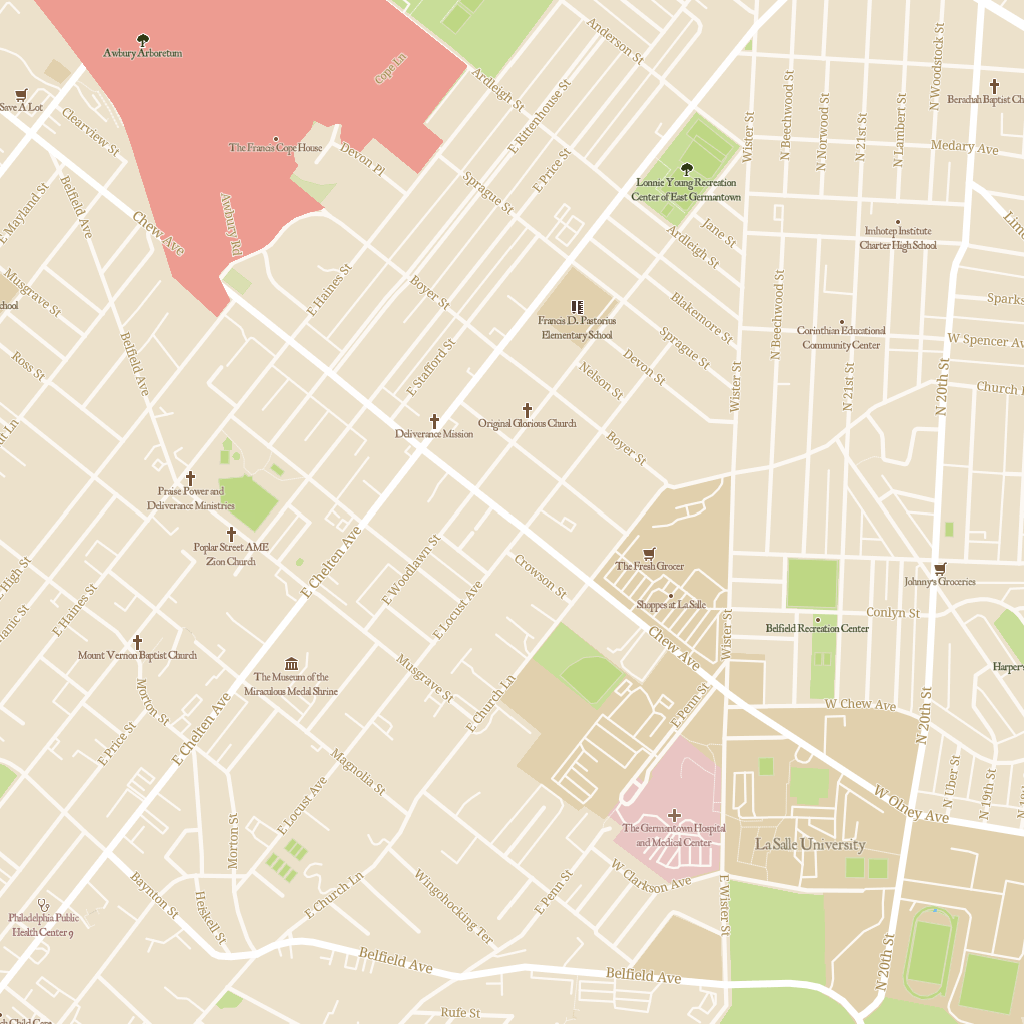 Anderson St
N Woodstock St
Awbury Arboretum
Cope Ln
Ardleigh St
E Rittenhouse St
N Beechwood St
Save A Lot
Berachah Baptist Ch
Clearview St
Wister St
N Norwood St
N 21st St
N Lambert St
The Francis Cope House
Devon Pl
E Price St
Medary Ave
Belfield Ave
Sprague St
Lonnie Young Recreation
Center of East Germantown
E Mayland St
Awbury Rd
Chew Ave
Jane St
Ardleigh St
Imhotep Institute
Charter High School
Musgrave St
E Haines St
Boyer St
N Beechwood St
Blakemore St
Francis D. Pastorius
Elementary School
Corinthian Educational
Community Center
W Spencer Av
Belfield Ave
Sprague St
Ross St
E Stafford St
Devon St
Nelson St
Wister St
N 21st St
N 20th St
Original Glorious Church
Deliverance Mission
Boyer St
Praise Power and
Deliverance Ministries
Poplar Street AME
Zion Church
E Chelten Ave
E Woodlawn St
The Fresh Grocer
Crowson St
Johnny's Groceries
E High St
E Haines St
E Locust Ave
Shoppes at La Salle
Conlyn St
Wister St
Belfield Recreation Center
Chew Ave
Mount Vernon Baptist Church
The Museum of the
Miraculous Medal Shrine
Musgrave St
Harper's
E Church Ln
E Penn St
Morton St
W Chew Ave
N 20th St
E Chelten Ave
E Price St
Magnolia St
N Uber St
N 19th St
E Locust Ave
W Olney Ave
The Germantown Hospital
and Medical Center
La Salle University
Morton St
W Clarkson Ave
Baynton St
E Church Ln
Wingohocking Ter
E Penn St
E Wister St
Heiskell St
Philadelphia Public
Health Center 9
Belfield Ave
Belfield Ave
N 20th St
Rufe St